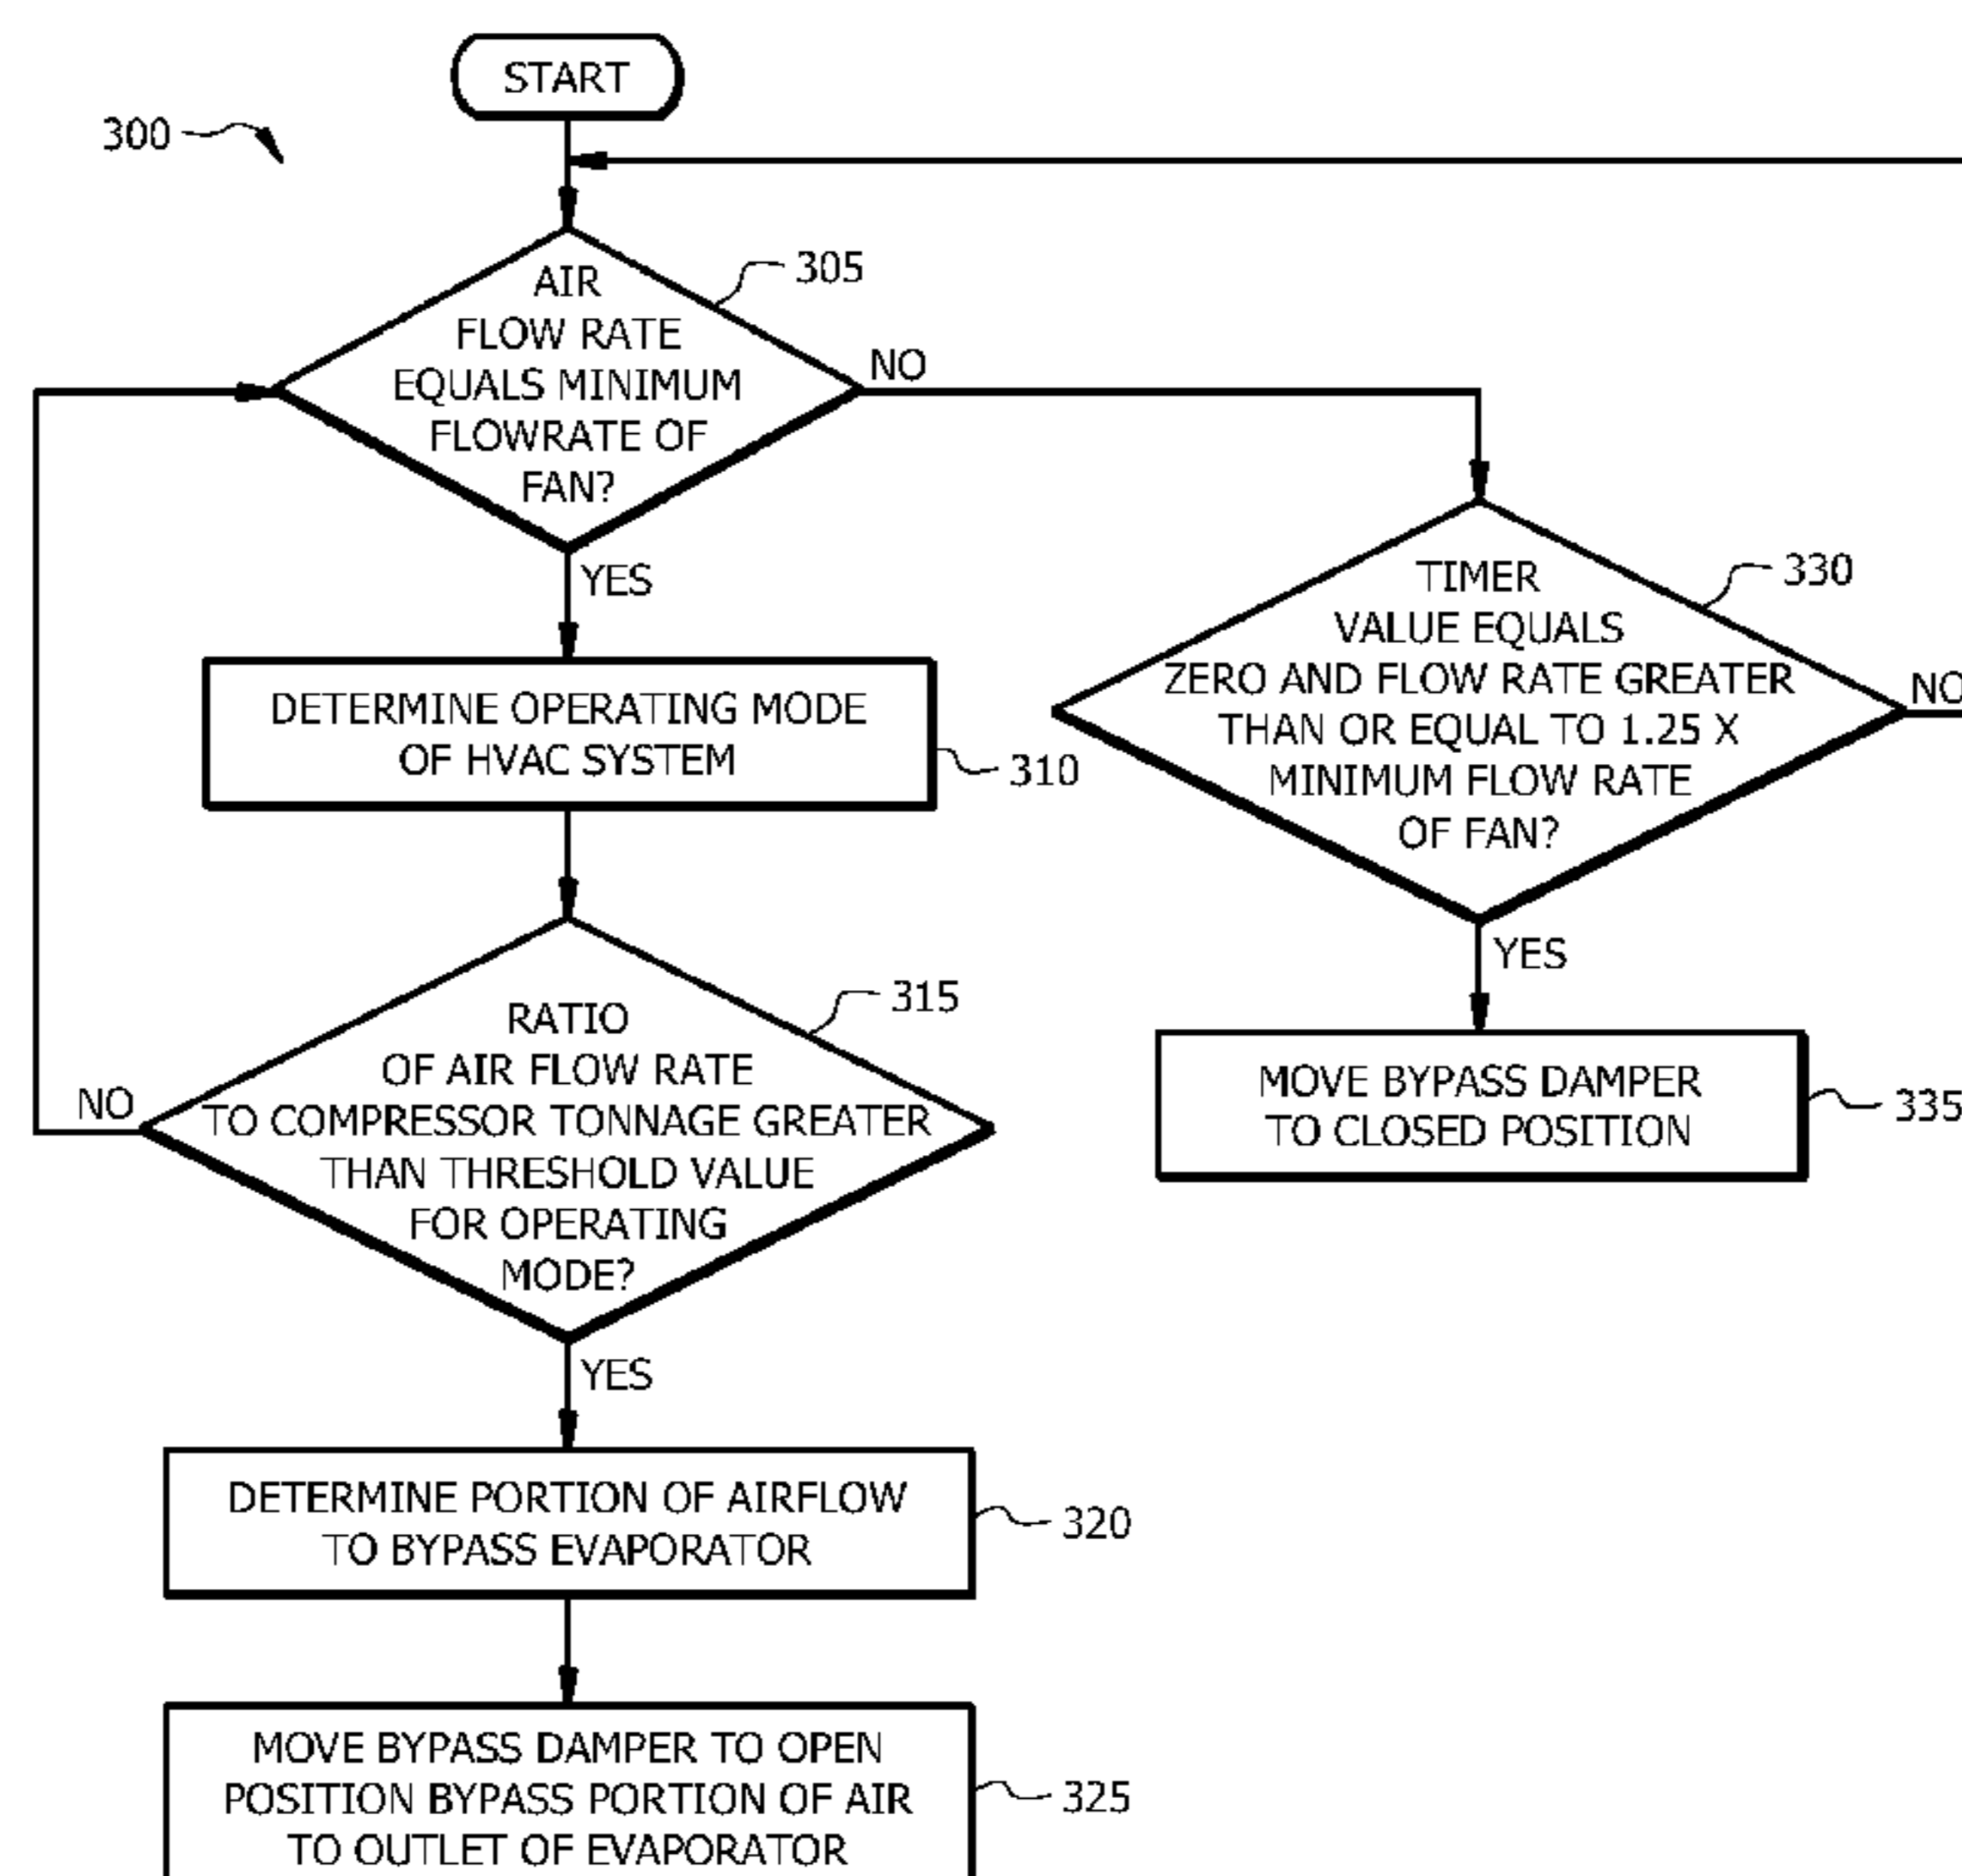 START
300
AIR
FLOW RATE
EQUALS MINIMUM
FLOWRATE OF
FAN?
305
NO
YES
DETERMINE OPERATING MODE
OF HVAC SYSTEM
310
RATIO
OF AIR FLOW RATE
TO COMPRESSOR TONNAGE GREATER
THAN THRESHOLD VALUE
FOR OPERATING
MODE?
315
NO
YES
DETERMINE PORTION OF AIRFLOW
TO BYPASS EVAPORATOR
320
MOVE BYPASS DAMPER TO OPEN
POSITION BYPASS PORTION OF AIR
TO OUTLET OF EVAPORATOR
325
TIMER
VALUE EQUALS
ZERO AND FLOW RATE GREATER
THAN OR EQUAL TO 1.25 X
MINIMUM FLOW RATE
OF FAN?
330
NO
YES
MOVE BYPASS DAMPER
TO CLOSED POSITION
335